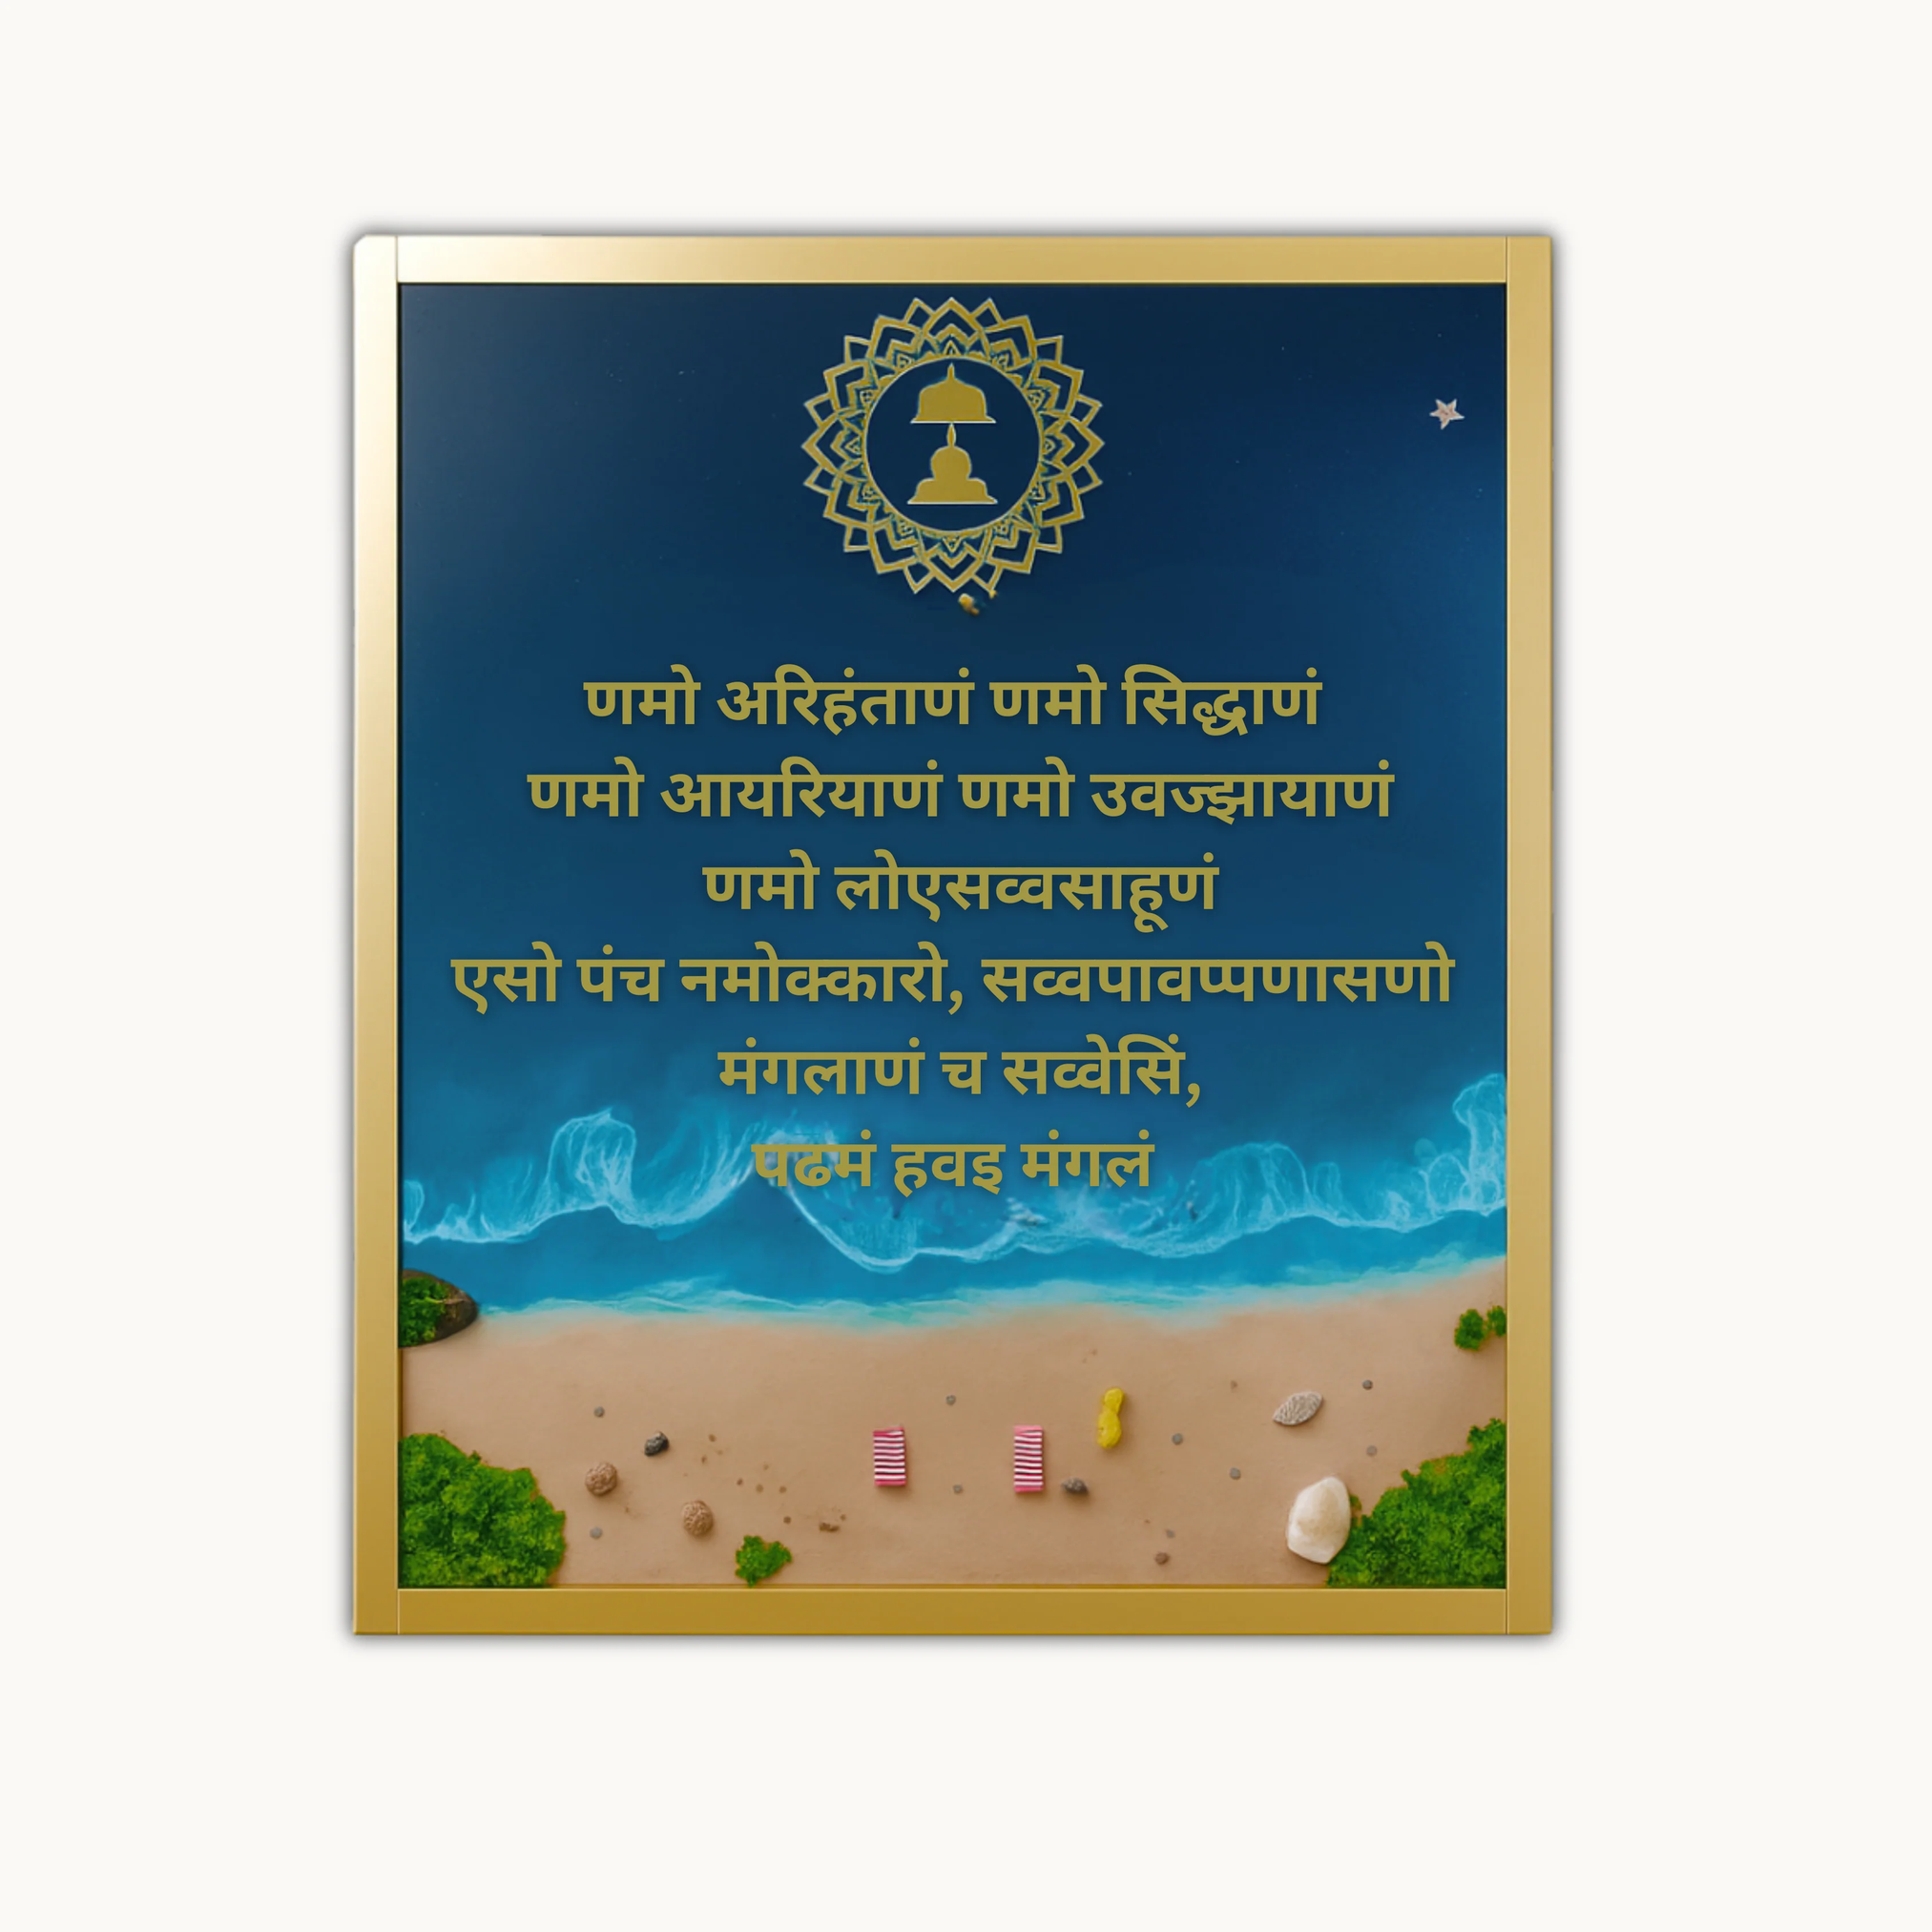 णमो अरिहंताणं णमो सिद्धाणं
णमो आयरियाणं णमो उवज्झायाणं
णमो लोएसव्वसाहूणं
एसो पंच नमोक्कारो, सव्वपावप्पणासणो
मंगलाणं च सव्वेसिं,
पढमं हवइ मंगलं